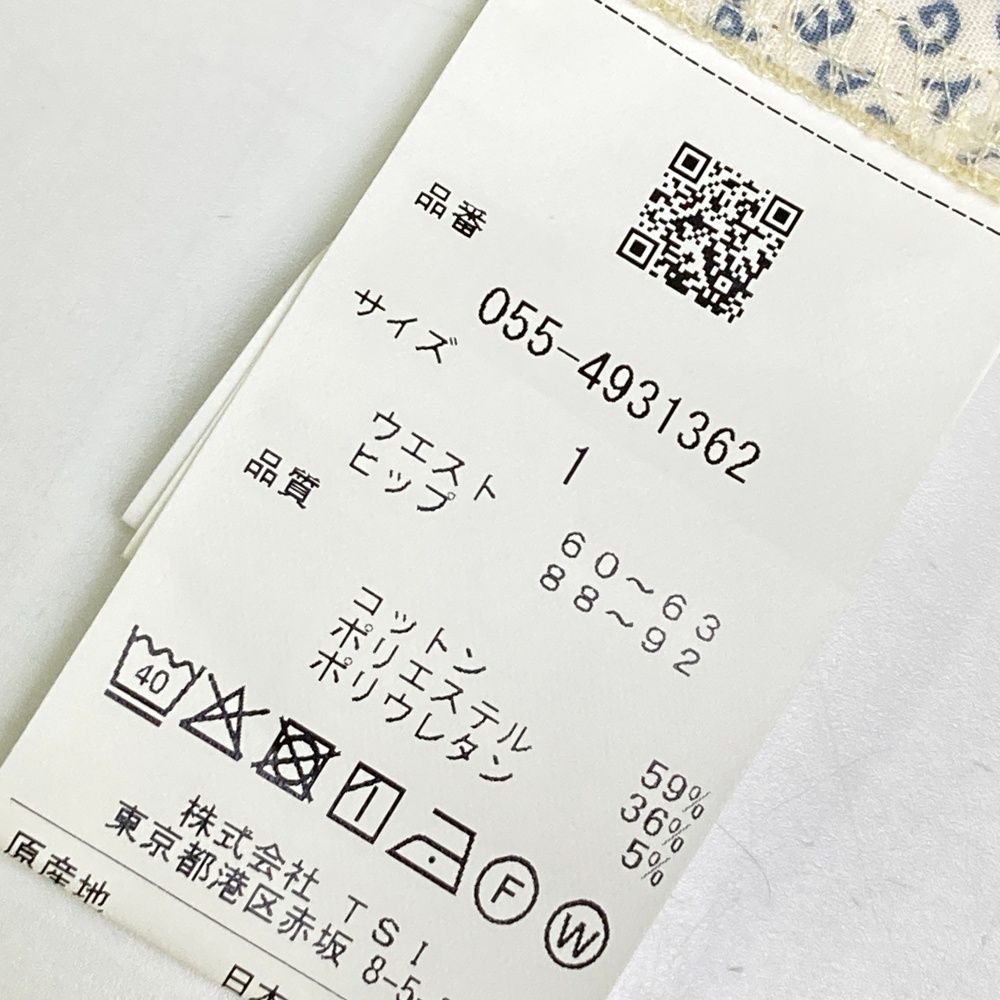 品番
055-4931362
サイズ 1
ウエスト 60～63
ヒップ 88～92
品質
コットン 59%
ポリエステル 36%
ポリウレタン 5%
40
F W
株式会社 TSI
東京都港区赤坂 8-5-
原産地
日本